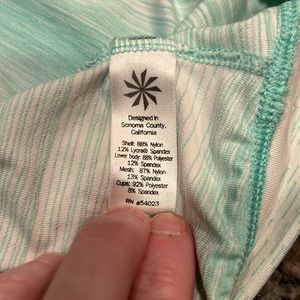 Designed in
Sonoma County,
California
Shell: 88% Nylon
12% Lycra® Spandex
Lower body: 88% Polyester
12% Spandex
Mesh: 87% Nylon
13% Spandex
Cups: 92% Polyester
8% Spandex
RN #54023